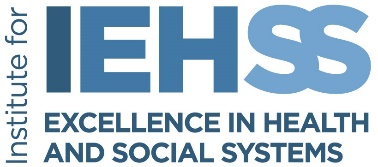 Institute for
IEHSS
EXCELLENCE IN HEALTH
AND SOCIAL SYSTEMS